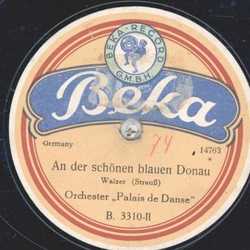 BEKA-RECORD
G.M.B.H.
Beka
Germany
74
14763
An der schönen blauen Donau
Walzer (Strauß)
Orchester „Palais de Danse"
B. 3310-II